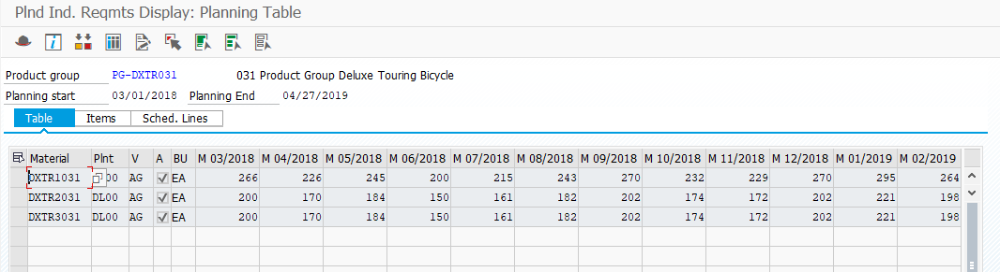 Plnd Ind. Reqmts Display: Planning Table
Product group PG-DXTR031 031 Product Group Deluxe Touring Bicycle
Planning start 03/01/2018 Planning End 04/27/2019
Table Items Sched. Lines
Material Plnt V A BU M 03/2018 M 04/2018 M 05/2018 M 06/2018 M 07/2018 M 08/2018 M 09/2018 M 10/2018 M 11/2018 M 12/2018 M 01/2019 M 02/2019
DXTR1031 00 AG EA 266 226 245 200 215 243 270 232 229 270 295 264
DXTR2031 DL00 AG EA 200 170 184 150 161 182 202 174 172 202 221 198
DXTR3031 DL00 AG EA 200 170 184 150 161 182 202 174 172 202 221 198